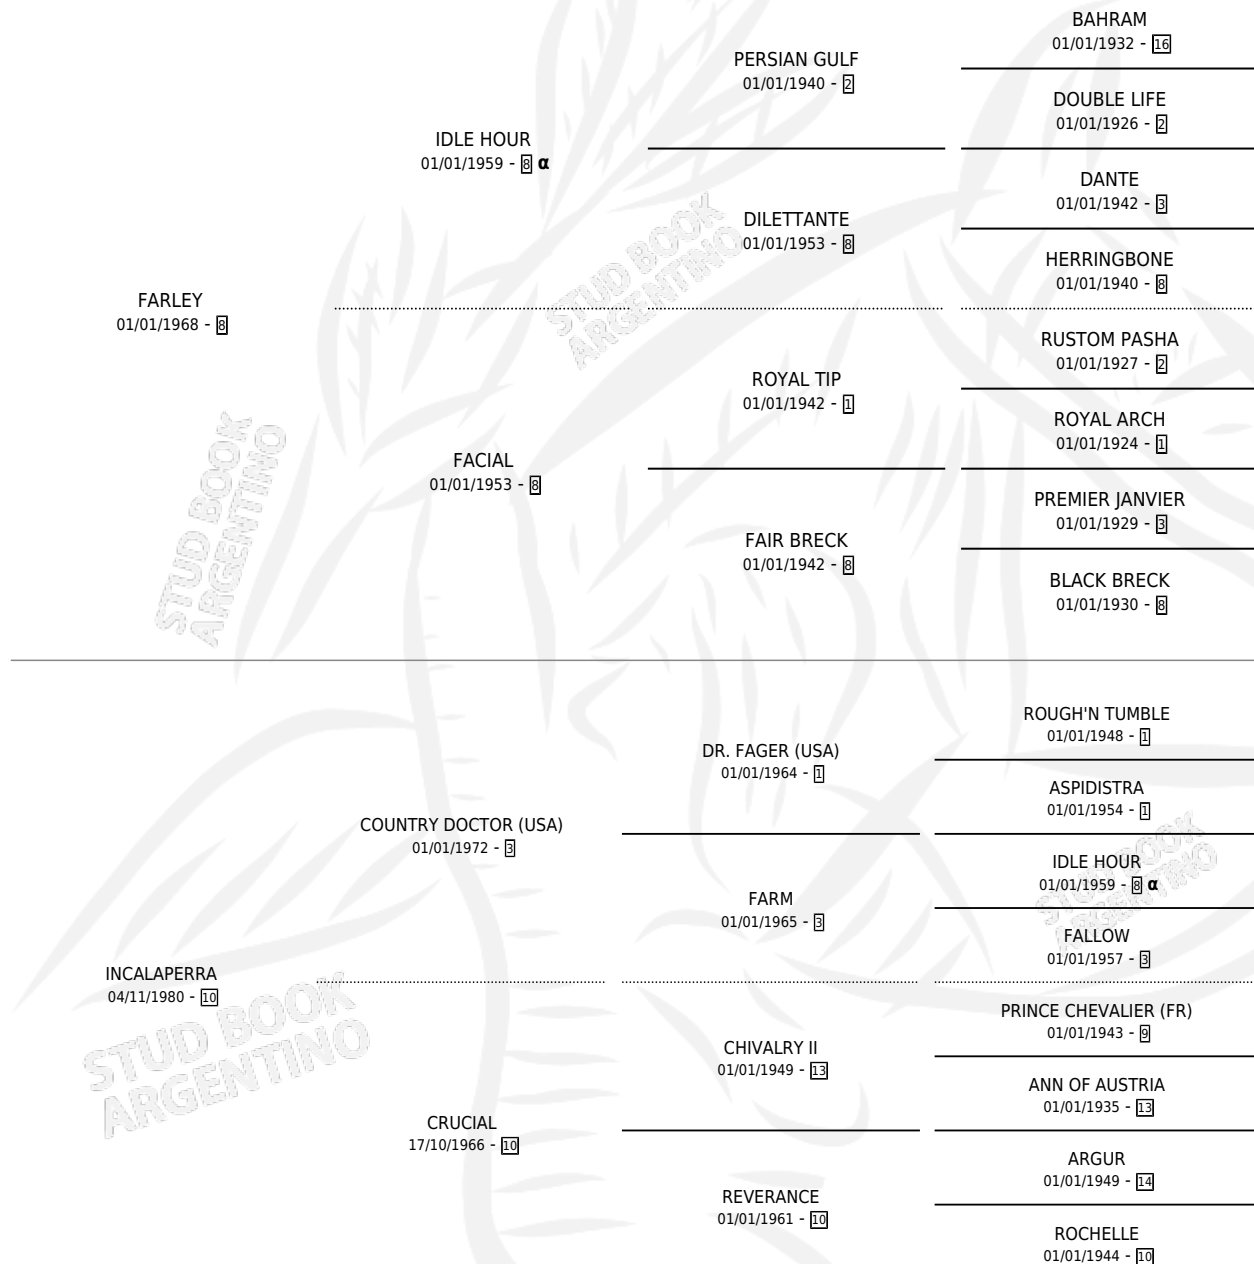 BAHRAM
01/01/1932 - 16
PERSIAN GULF
01/01/1940 - 2
DOUBLE LIFE
01/01/1926 - 2
IDLE HOUR
01/01/1959 - 8 α
DANTE
01/01/1942 - 3
DILETTANTE
01/01/1953 - 8
HERRINGBONE
01/01/1940 - 8
FARLEY
01/01/1968 - 8
RUSTOM PASHA
01/01/1927 - 2
ROYAL TIP
01/01/1942 - 1
ROYAL ARCH
01/01/1924 - 1
FACIAL
01/01/1953 - 8
PREMIER JANVIER
01/01/1929 - 3
FAIR BRECK
01/01/1942 - 8
BLACK BRECK
01/01/1930 - 8
STUD BOOK
ARGENTINO
STUD BOOK
ARGENTINO
ROUGH'N TUMBLE
01/01/1948 - 1
DR. FAGER (USA)
01/01/1964 - 1
ASPIDISTRA
01/01/1954 - 1
COUNTRY DOCTOR (USA)
01/01/1972 - 3
IDLE HOUR
01/01/1959 - 8 α
FARM
01/01/1965 - 3
FALLOW
01/01/1957 - 3
INCALAPERRA
04/11/1980 - 10
PRINCE CHEVALIER (FR)
01/01/1943 - 9
CHIVALRY II
01/01/1949 - 13
ANN OF AUSTRIA
01/01/1935 - 13
CRUCIAL
17/10/1966 - 10
ARGUR
01/01/1949 - 14
REVERANCE
01/01/1961 - 10
ROCHELLE
01/01/1944 - 10
STUD BOOK
ARGENTINO
STUD BOOK
ARGENTINO